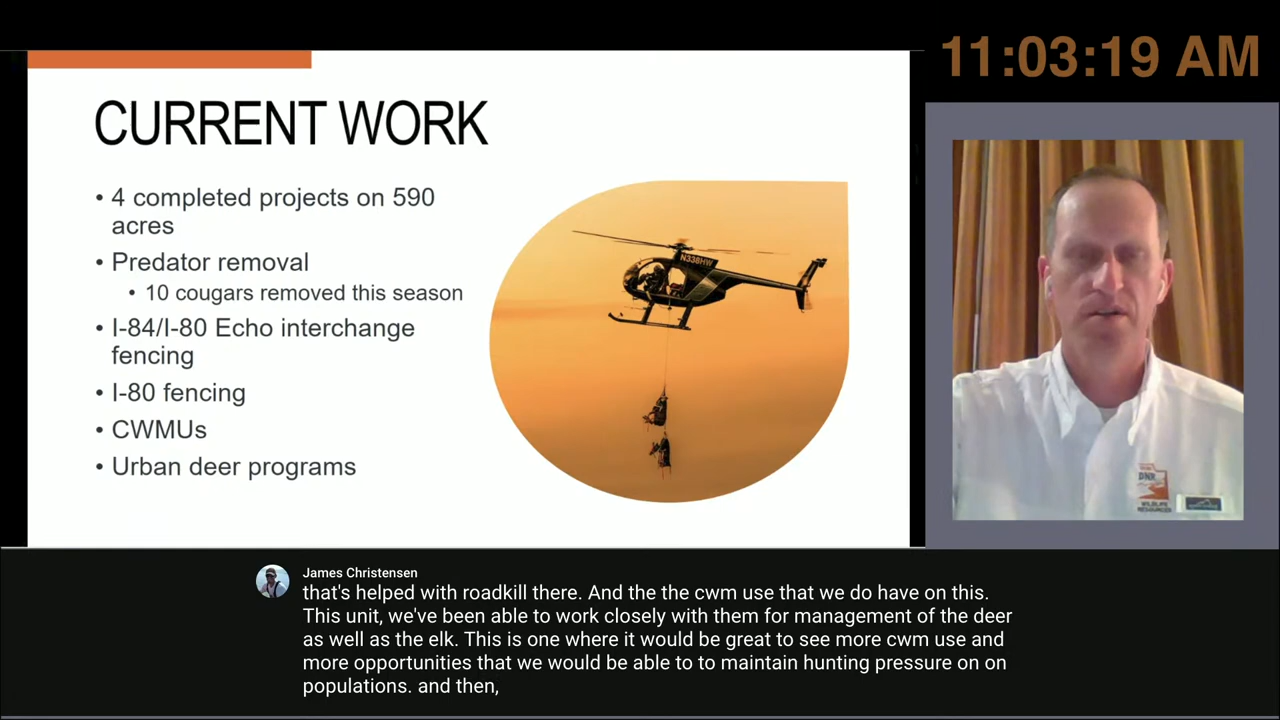 11:03:19 AM
CURRENT WORK
• 4 completed projects on 590
acres
• Predator removal
• 10 cougars removed this season
• I-84/I-80 Echo interchange
fencing
• I-80 fencing
• CWMUs
• Urban deer programs
N338HW
DNR
WILDLIFE
RESOURCES
James Christensen
that's helped with roadkill there. And the the cwm use that we do have on this.
This unit, we've been able to work closely with them for management of the deer
as well as the elk. This is one where it would be great to see more cwm use and
more opportunities that we would be able to to maintain hunting pressure on on
populations. and then,